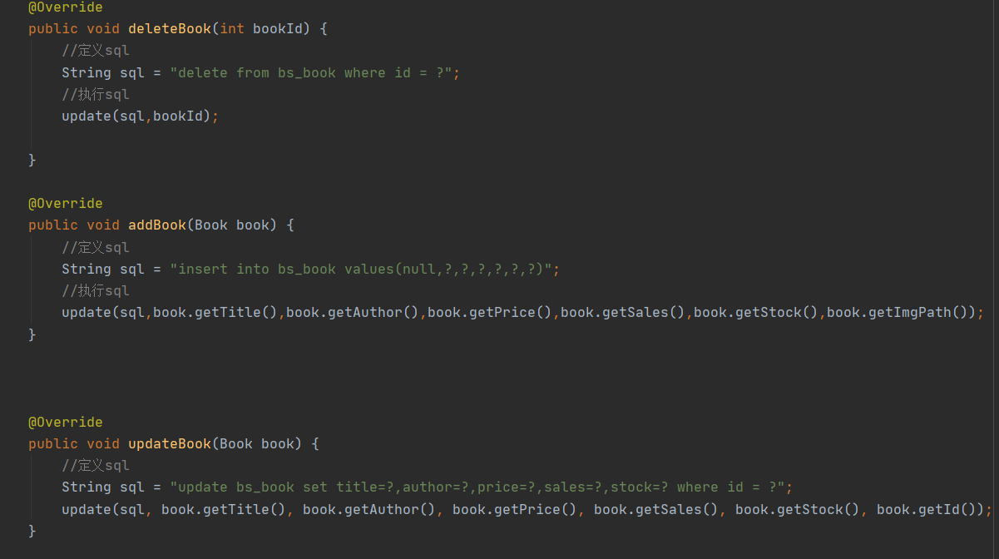 @Override
public void deleteBook(int bookId) {
//定义sql
String sql = "delete from bs_book where id = ?";
//执行sql
update(sql,bookId);
}
@Override
public void addBook(Book book) {
//定义sql
String sql = "insert into bs_book values(null,?,?,?,?,?,?)";
//执行sql
update(sql,book.getTitle(),book.getAuthor(),book.getPrice(),book.getSales(),book.getStock(),book.getImgPath());
}
@Override
public void updateBook(Book book) {
//定义sql
String sql = "update bs_book set title=?,author=?,price=?,sales=?,stock=? where id = ?";
update(sql, book.getTitle(), book.getAuthor(), book.getPrice(), book.getSales(), book.getStock(), book.getId());
}